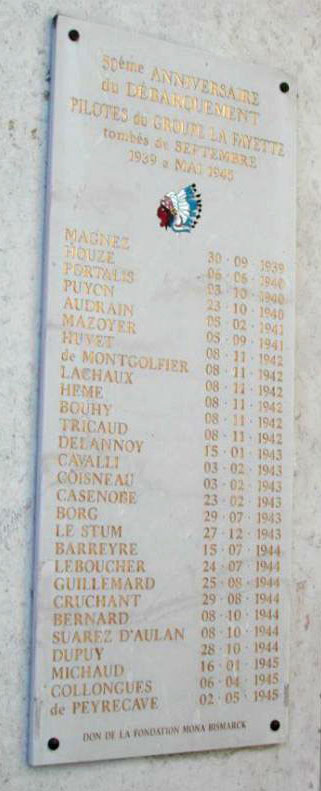 50ème ANNIVERSAIRE
du DÉBARQUEMENT
PILOTES du GROUPE LA FAYETTE
tombés de SEPTEMBRE
1939 à MAI 1945
MAGNEZ 30·09·1939
HOUZE 06·06·1940
PORTALIS 03·10·1940
PUYON 23·10·1940
AUDRAIN 05·02·1941
MAZOYER 05·09·1941
HUVET 08·11·1942
de MONTGOLFIER 08·11·1942
LACHAUX 08·11·1942
HEME 08·11·1942
BOUHY 08·11·1942
TRICAUD 08·11·1942
DELANNOY 15·01·1943
CAVALLI 03·02·1943
COISNEAU 03·02·1943
CASENOBE 23·02·1943
BORG 29·07·1943
LE STUM 27·12·1943
BARREYRE 15·07·1944
LEBOUCHER 24·07·1944
GUILLEMARD 25·08·1944
CRUCHANT 29·08·1944
BERNARD 08·10·1944
SUAREZ D'AULAN 08·10·1944
DUPUY 28·10·1944
MICHAUD 16·01·1945
COLLONGUES 06·04·1945
de PEYRECAVE 02·05·1945
DON DE LA FONDATION MONA BISMARCK